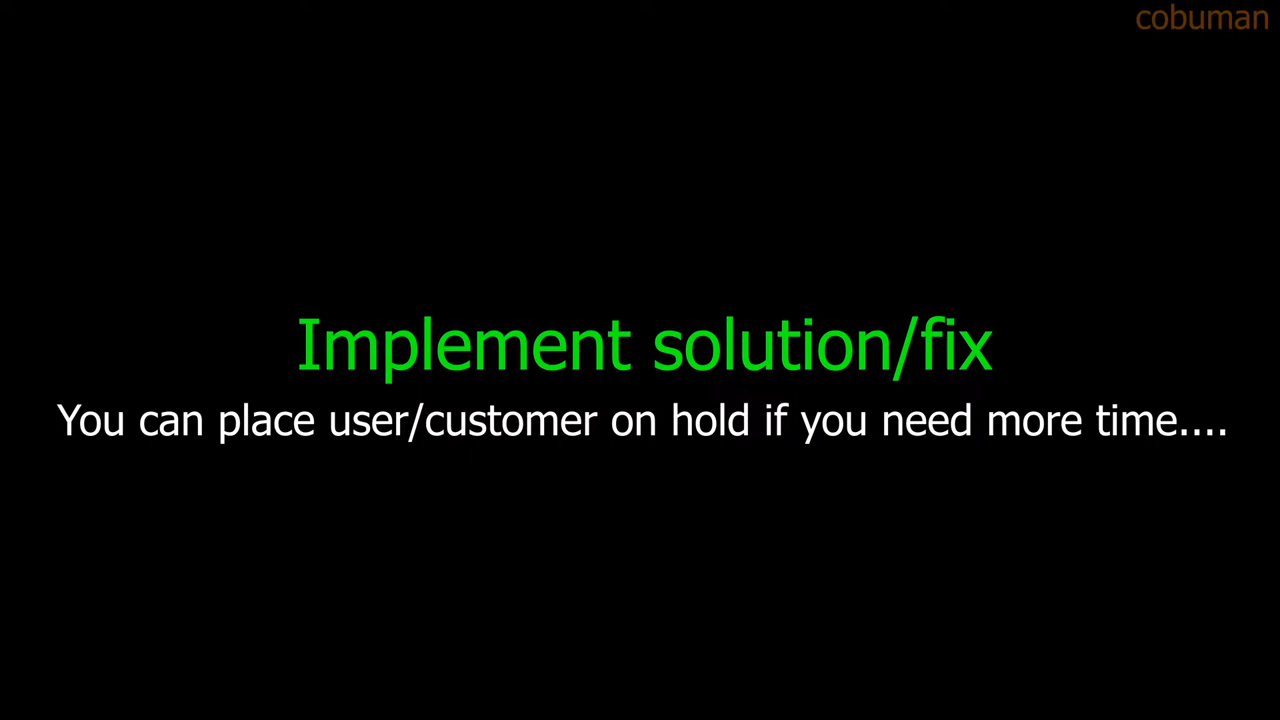 cobuman
Implement solution/fix
You can place user/customer on hold if you need more time....